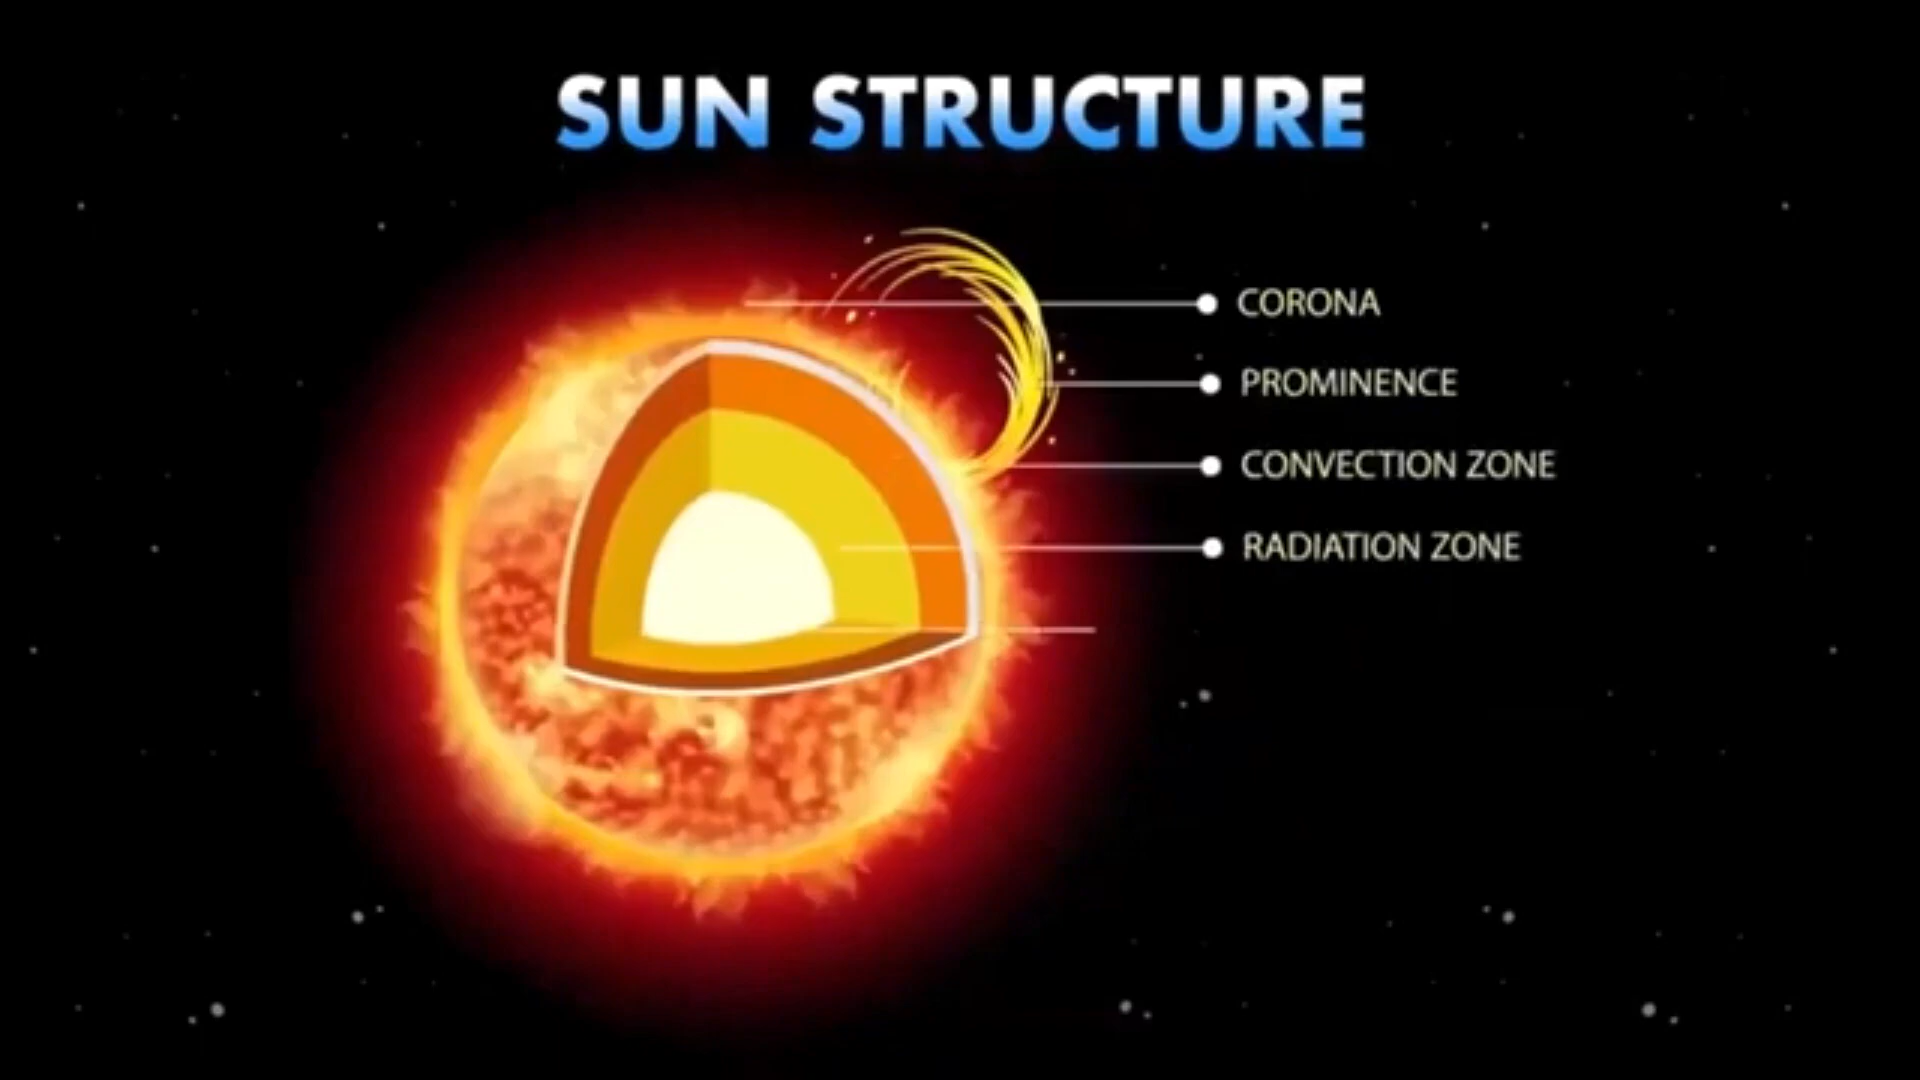 SUN STRUCTURE
CORONA
PROMINENCE
CONVECTION ZONE
RADIATION ZONE